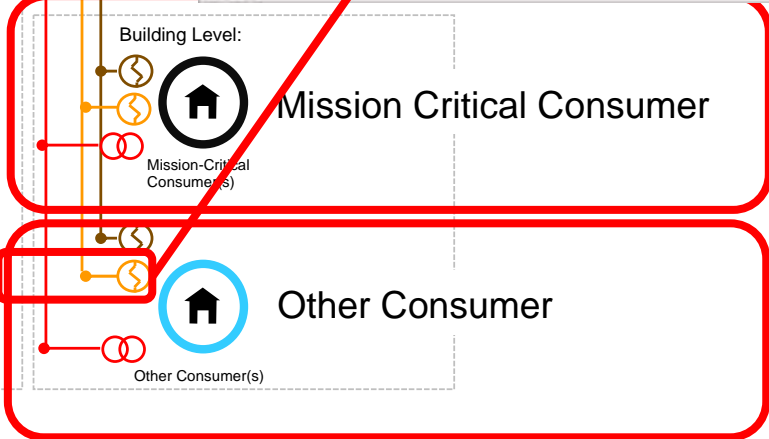 Building Level:
Mission Critical Consumer
Mission-Critical
Consumer(s)
Other Consumer
Other Consumer(s)